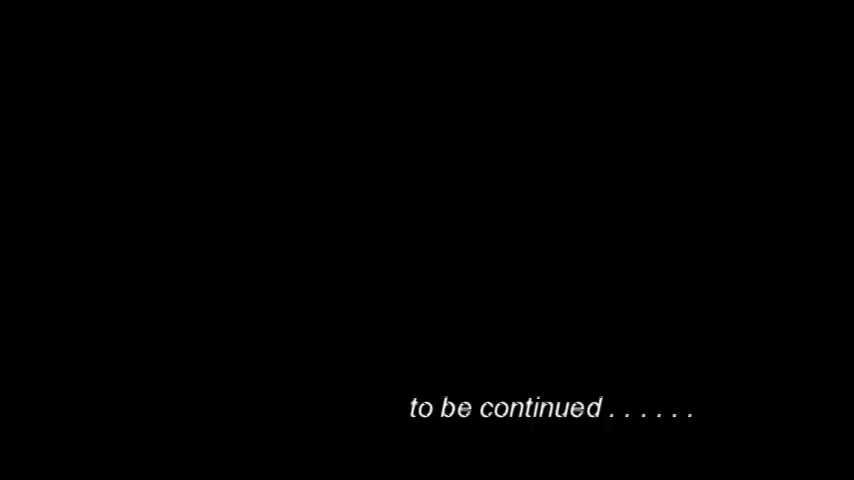 to be continued . . . . . .